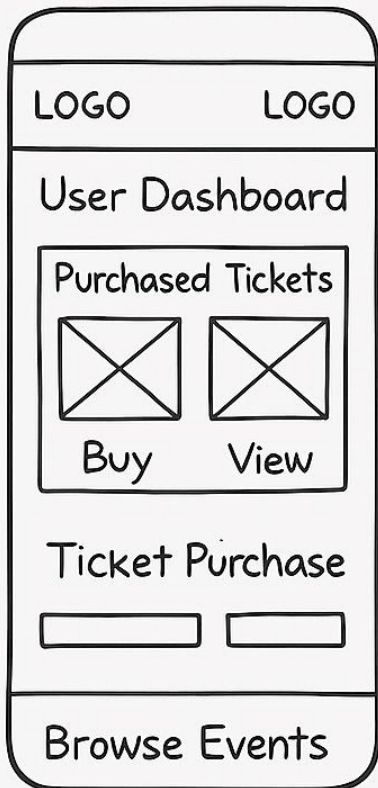 LOGO LOGO
User Dashboard
Purchased Tickets
Buy View
Ticket Purchase
Browse Events